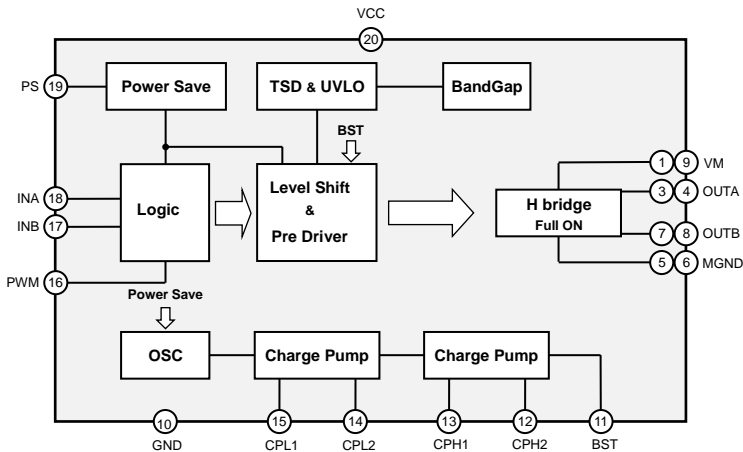 VCC
20
PS 19
Power Save
TSD & UVLO
BandGap
BST
1 9 VM
INA 18
Logic
Level Shift
&
Pre Driver
H bridge
Full ON
3 4 OUTA
INB 17
7 8 OUTB
5 6 MGND
PWM 16
Power Save
OSC
Charge Pump
Charge Pump
10 15 14 13 12 11
GND CPL1 CPL2 CPH1 CPH2 BST